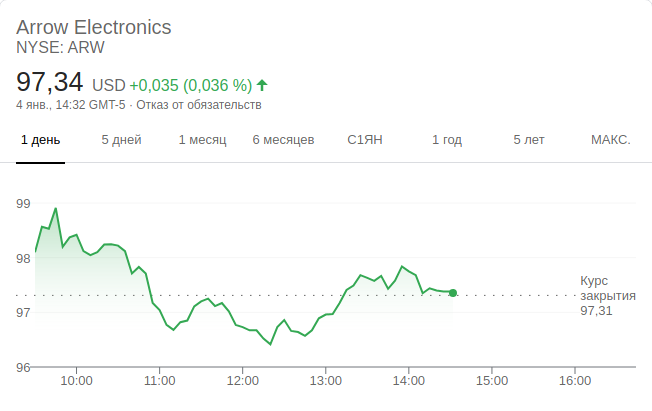 Arrow Electronics
NYSE: ARW
97,34 USD +0,035 (0,036 %)
4 янв., 14:32 GMT-5 · Отказ от обязательств
1 день 5 дней 1 месяц 6 месяцев С1ЯН 1 год 5 лет МАКС.
99
98
Курс
закрытия
97,31
97
96
10:00 11:00 12:00 13:00 14:00 15:00 16:00